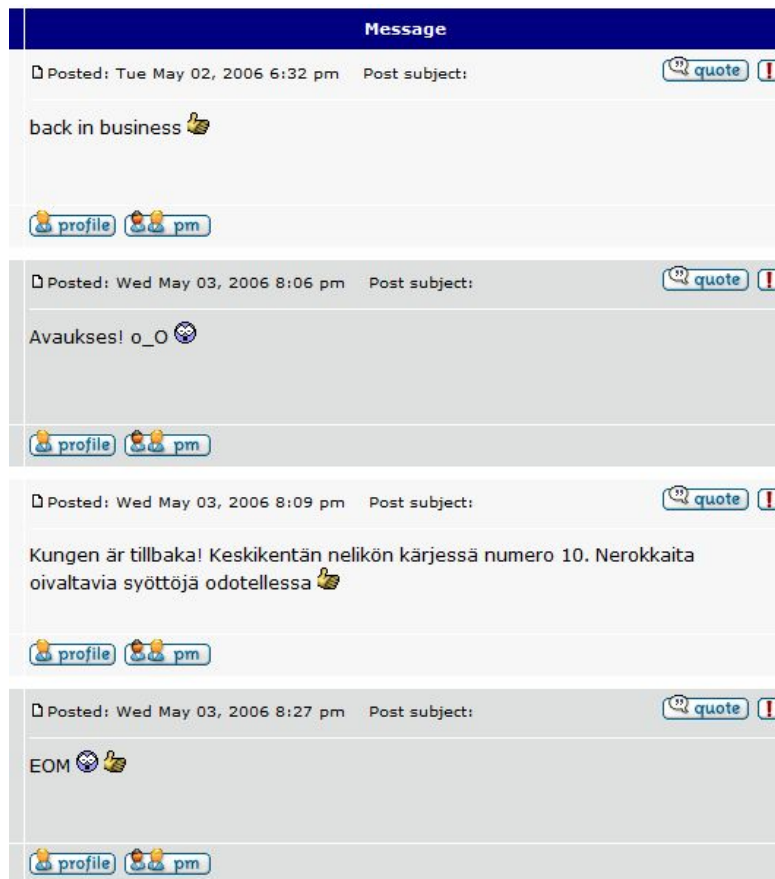 Message
Posted: Tue May 02, 2006 6:32 pm Post subject: quote
back in business
profile pm
Posted: Wed May 03, 2006 8:06 pm Post subject: quote
Avaukses! o_O
profile pm
Posted: Wed May 03, 2006 8:09 pm Post subject: quote
Kungen är tillbaka! Keskikentän nelikön kärjessä numero 10. Nerokkaita
oivaltavia syöttöjä odotellessa
profile pm
Posted: Wed May 03, 2006 8:27 pm Post subject: quote
EOM
profile pm